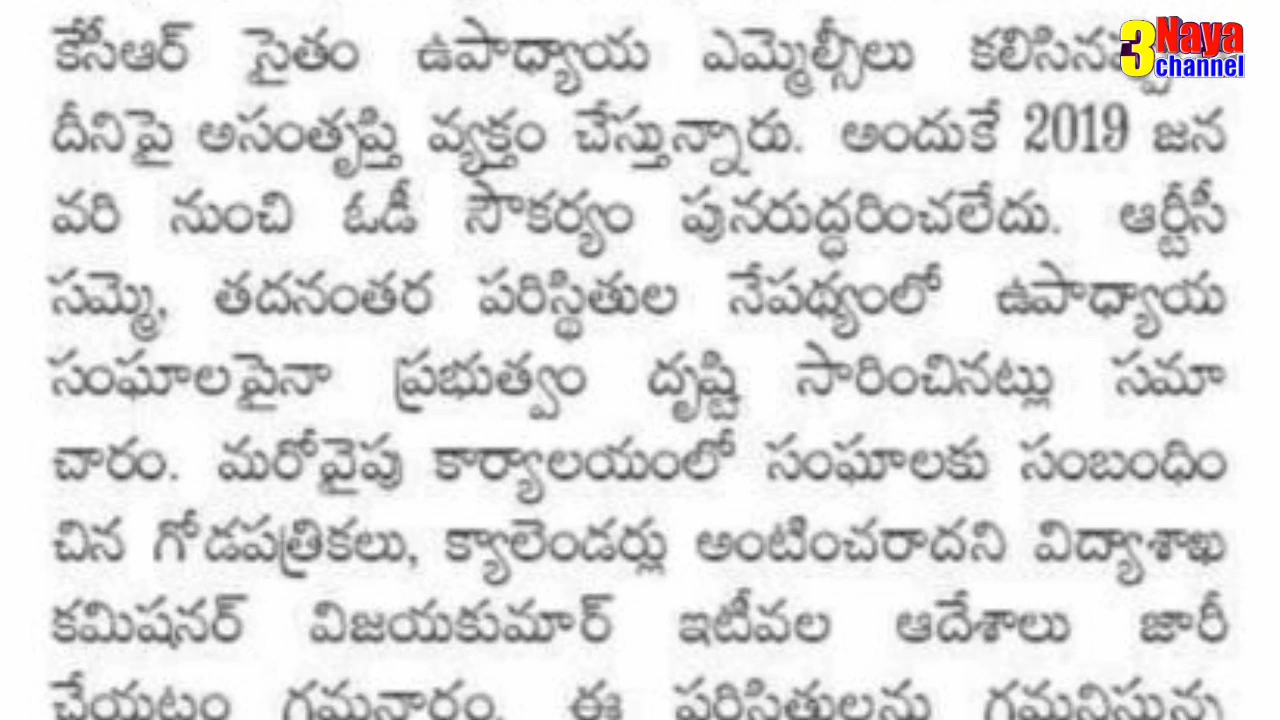 కేసీఆర్ సైతం ఉపాధ్యాయ ఎమ్మెల్సీలు
దీనిపై అసంతృప్తి వ్యక్తం చేస్తున్నారు. అందుకే 2019 జన
వరి నుంచి ఓడీ సౌకర్యం పునరుద్ధరించలేదు. ఆర్టీసీ
సమ్మె, తదనంతర పరిస్థితుల నేపథ్యంలో ఉపాధ్యాయ
సంఘాలపైనా ప్రభుత్వం దృష్టి సారించినట్లు సమా
చారం. మరోవైపు కార్యాలయంలో సంఘాలకు సంబంధిం
చిన గోడపత్రికలు, క్యాలెండర్లు అంటించరాదని విద్యాశాఖ
కమిషనర్ విజయకుమార్ ఇటీవల ఆదేశాలు జారీ
చేయటం గమనార్హం. ఈ పరిస్థితులను గమనిస్తున్న
3 Naya
channel